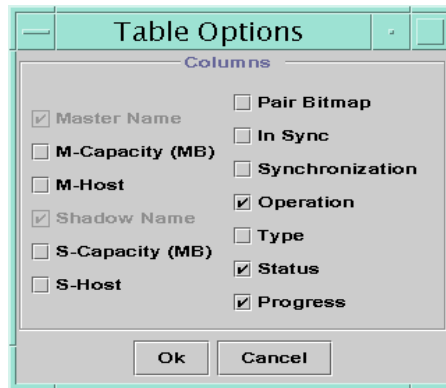 Table Options
Columns
Master Name
M-Capacity (MB)
M-Host
Shadow Name
S-Capacity (MB)
S-Host
Pair Bitmap
In Sync
Synchronization
Operation
Type
Status
Progress
Ok
Cancel